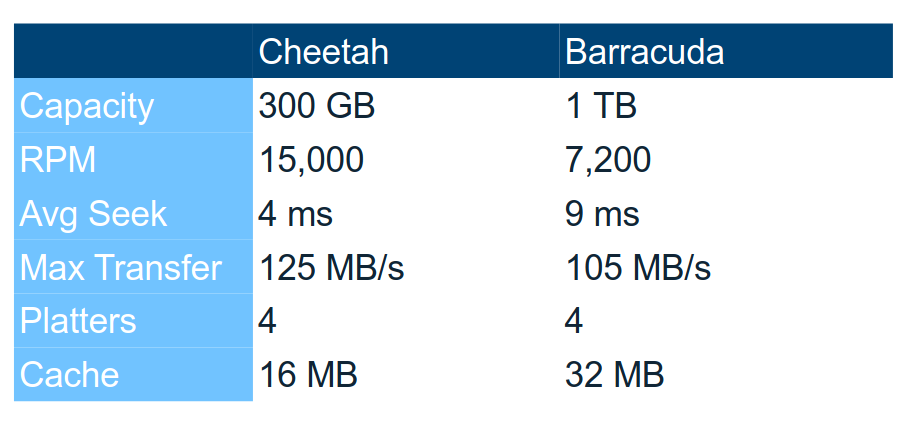 Cheetah Barracuda
Capacity 300 GB 1 TB
RPM 15,000 7,200
Avg Seek 4 ms 9 ms
Max Transfer 125 MB/s 105 MB/s
Platters 4 4
Cache 16 MB 32 MB